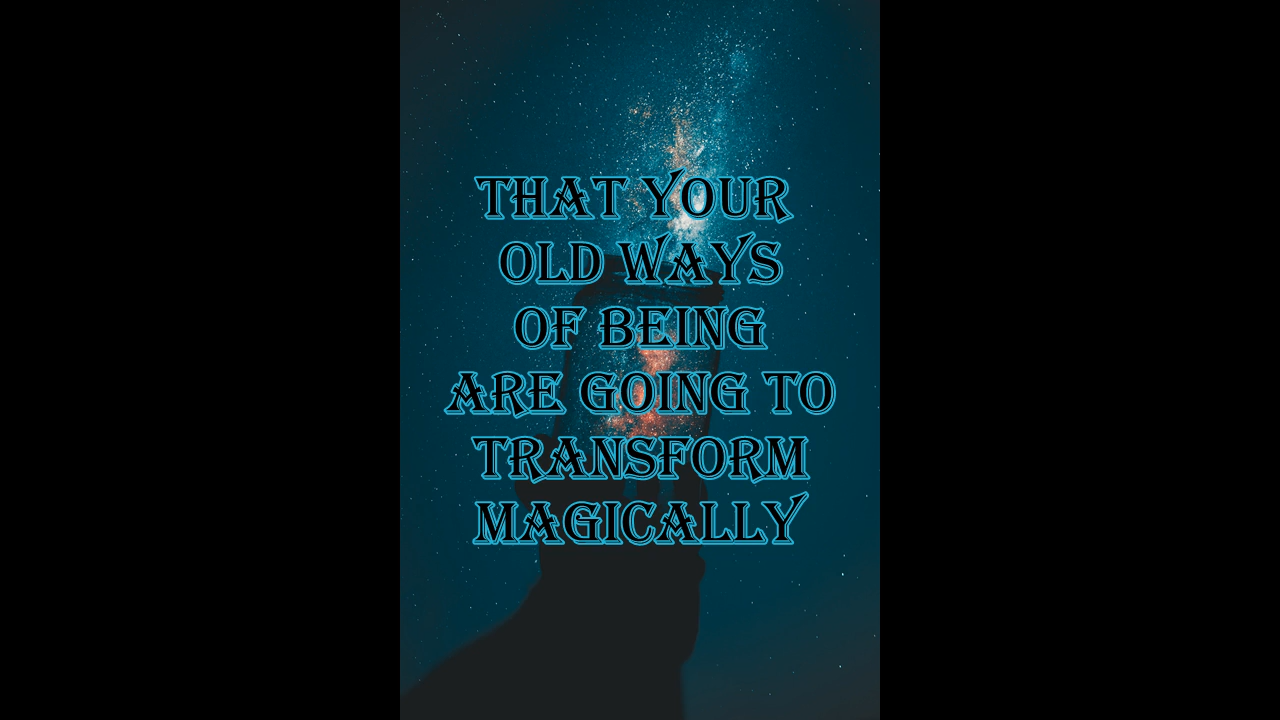 THAT YOUR
OLD WAYS
OF BEING
ARE GOING TO
TRANSFORM
MAGICALLY